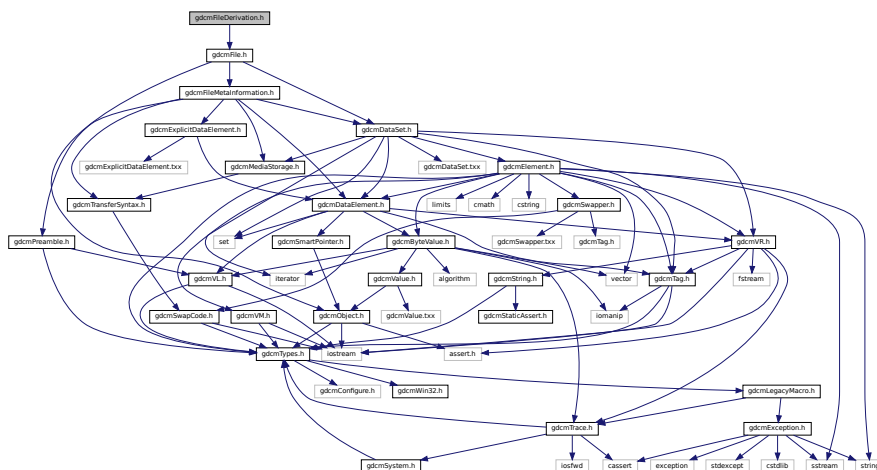 gdcmFileDerivation.h
gdcmFile.h
gdcmFileMetaInformation.h
gdcmExplicitDataElement.h
gdcmDataSet.h
gdcmExplicitDataElement.txx
gdcmMediaStorage.h
gdcmDataSet.txx
gdcmElement.h
gdcmTransferSyntax.h
gdcmDataElement.h
limits
cmath
cstring
gdcmSwapper.h
gdcmPreamble.h
set
gdcmSmartPointer.h
gdcmByteValue.h
gdcmSwapper.txx
gdcmTag.h
gdcmVR.h
gdcmVL.h
iterator
gdcmValue.h
algorithm
gdcmString.h
vector
gdcmTag.h
fstream
gdcmSwapCode.h
gdcmVM.h
gdcmObject.h
gdcmValue.txx
gdcmStaticAssert.h
iomanip
gdcmTypes.h
iostream
assert.h
gdcmConfigure.h
gdcmWin32.h
gdcmLegacyMacro.h
gdcmTrace.h
gdcmException.h
gdcmSystem.h
iosfwd
cassert
exception
stdexcept
cstdlib
sstream
string